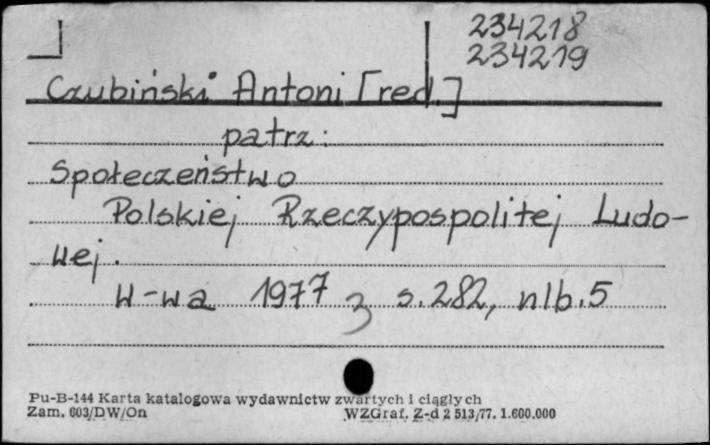 234218
234219
Czubiński Antoni [red.]
patrz:
Społeczeństwo
Polskiej Rzeczypospolitej Ludo-
wej.
W-wa 1977 3 s. 282, nlb. 5
Pu-B-144 Karta katalogowa wydawnictw zwartych i ciągłych
Zam. 603/DW/On WZGraf. Z-d 2 513/77. 1.600.000